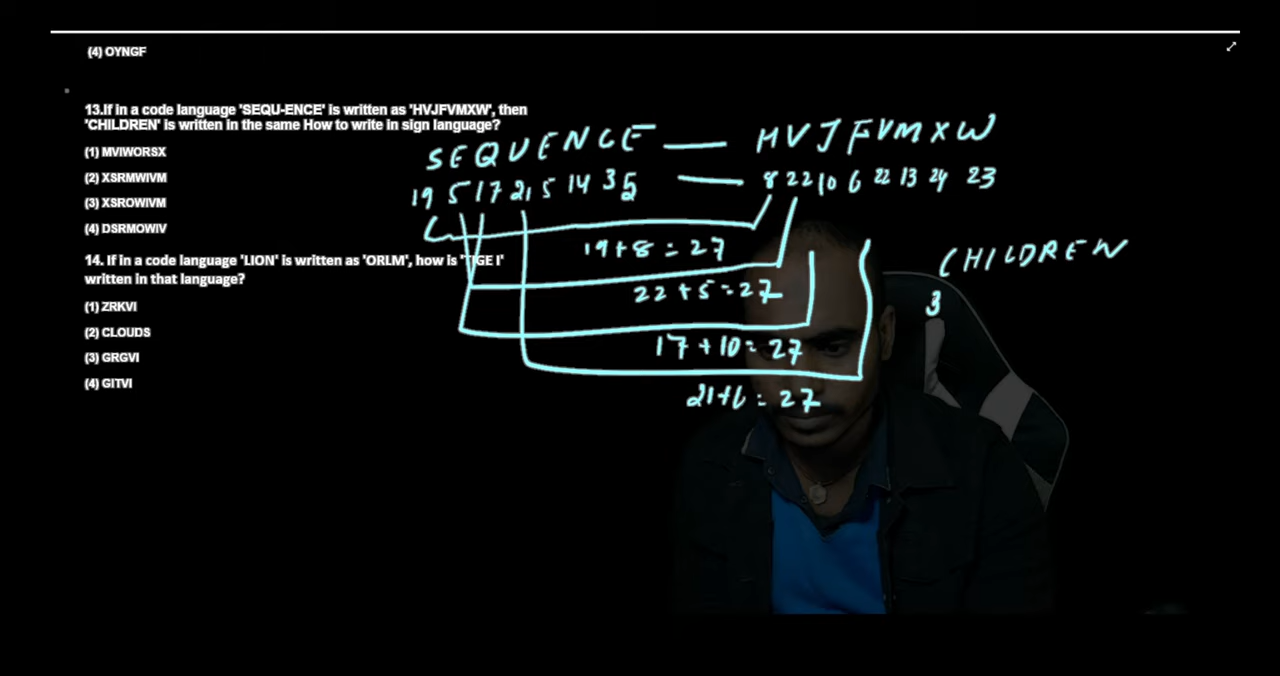 (4) OYNGF
13.If in a code language 'SEQU-ENCE' is written as 'HVJFVMXW', then
'CHILDREN' is written in the same How to write in sign language?
(1) MVIWORSX
(2) XSRMWIVM
(3) XSROWIVM
(4) DSRMOWIV
14. If in a code language 'LION' is written as 'ORLM', how is 'TIGE I'
written in that language?
(1) ZRKVI
(2) CLOUDS
(3) GRGVI
(4) GITVI
SEQUENCE — HVJFVMXW
19 5 17 21 5 14 3 5 — 8 22 10 6 22 13 24 23
19+8=27
22+5=27
17+10=27
21+6=27
CHILDREN
3